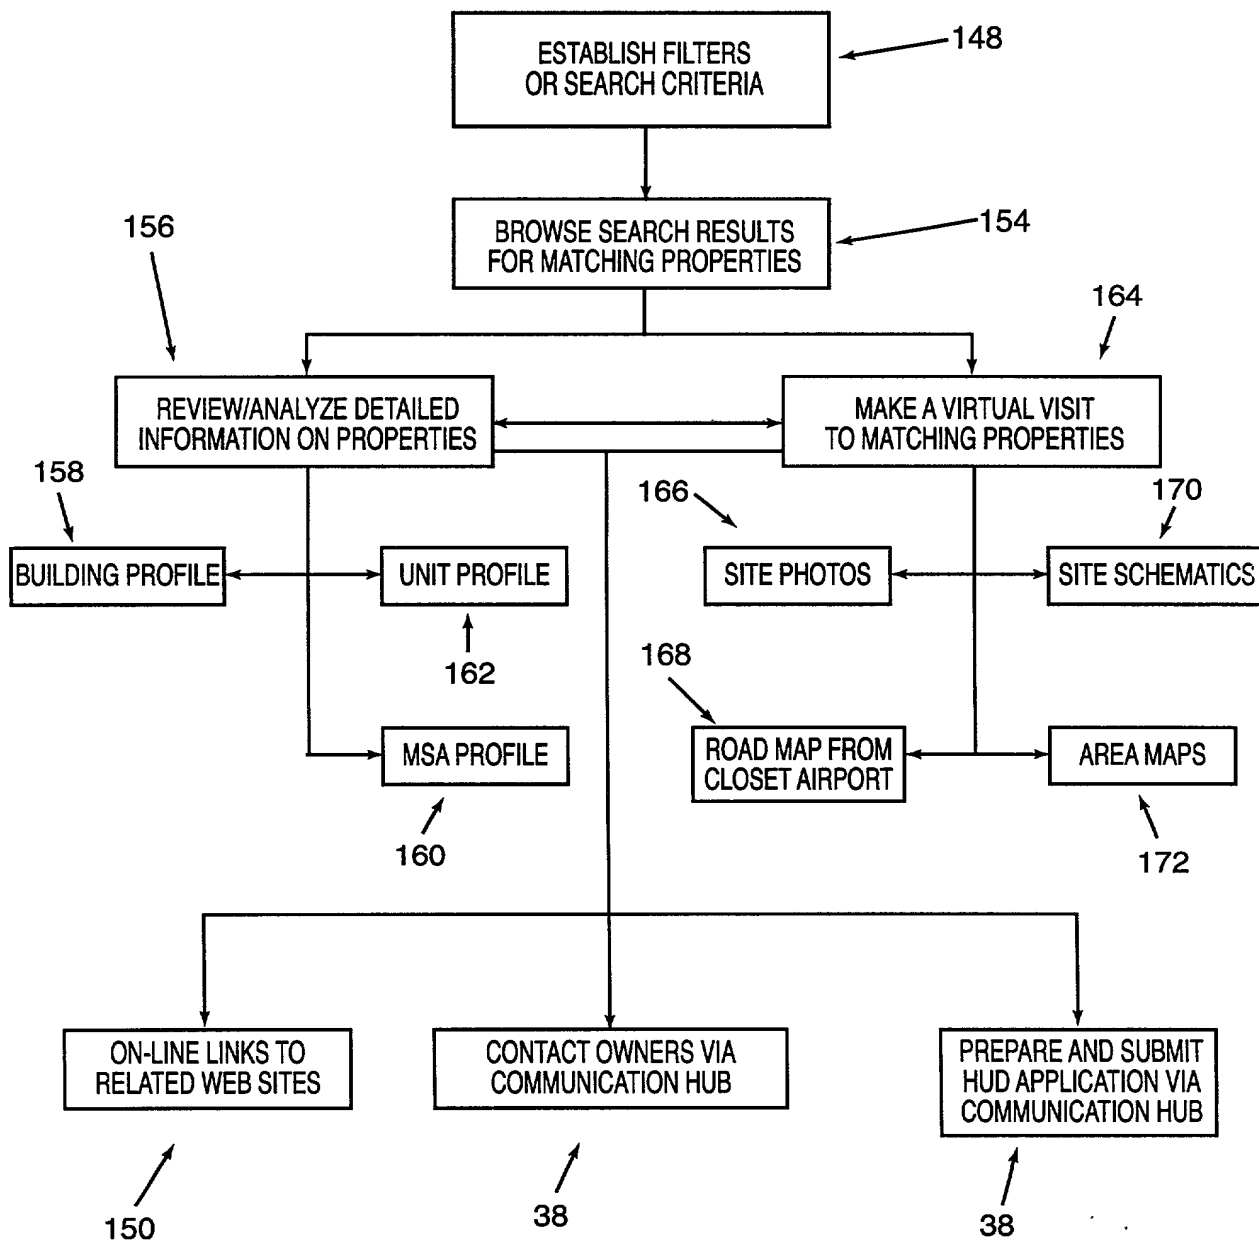 ESTABLISH FILTERS
OR SEARCH CRITERIA
148
BROWSE SEARCH RESULTS
FOR MATCHING PROPERTIES
154
156
164
REVIEW/ANALYZE DETAILED
INFORMATION ON PROPERTIES
MAKE A VIRTUAL VISIT
TO MATCHING PROPERTIES
158
166
170
BUILDING PROFILE
UNIT PROFILE
SITE PHOTOS
SITE SCHEMATICS
162
168
MSA PROFILE
ROAD MAP FROM
CLOSET AIRPORT
AREA MAPS
160
172
ON-LINE LINKS TO
RELATED WEB SITES
CONTACT OWNERS VIA
COMMUNICATION HUB
PREPARE AND SUBMIT
HUD APPLICATION VIA
COMMUNICATION HUB
150
38
38